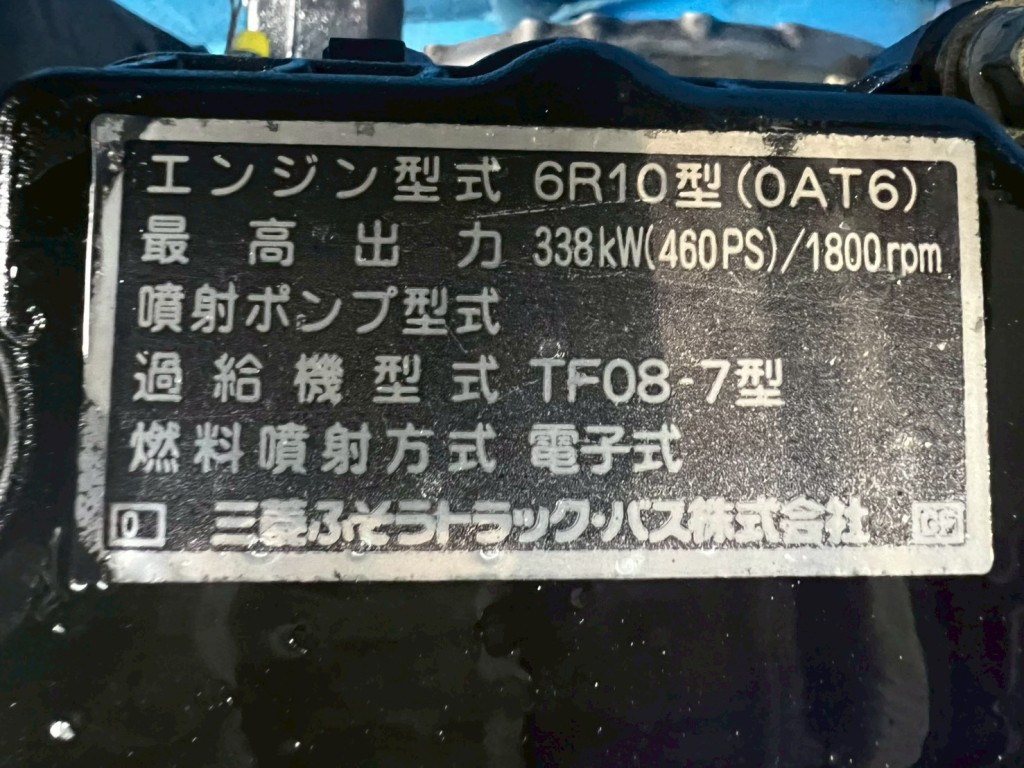 エンジン型式 6R10型(0AT6)
最高出力 338kW(460PS)/1800rpm
噴射ポンプ型式
過給機型式 TF08-7型
燃料噴射方式 電子式
0 三菱ふそうトラック・バス株式会社